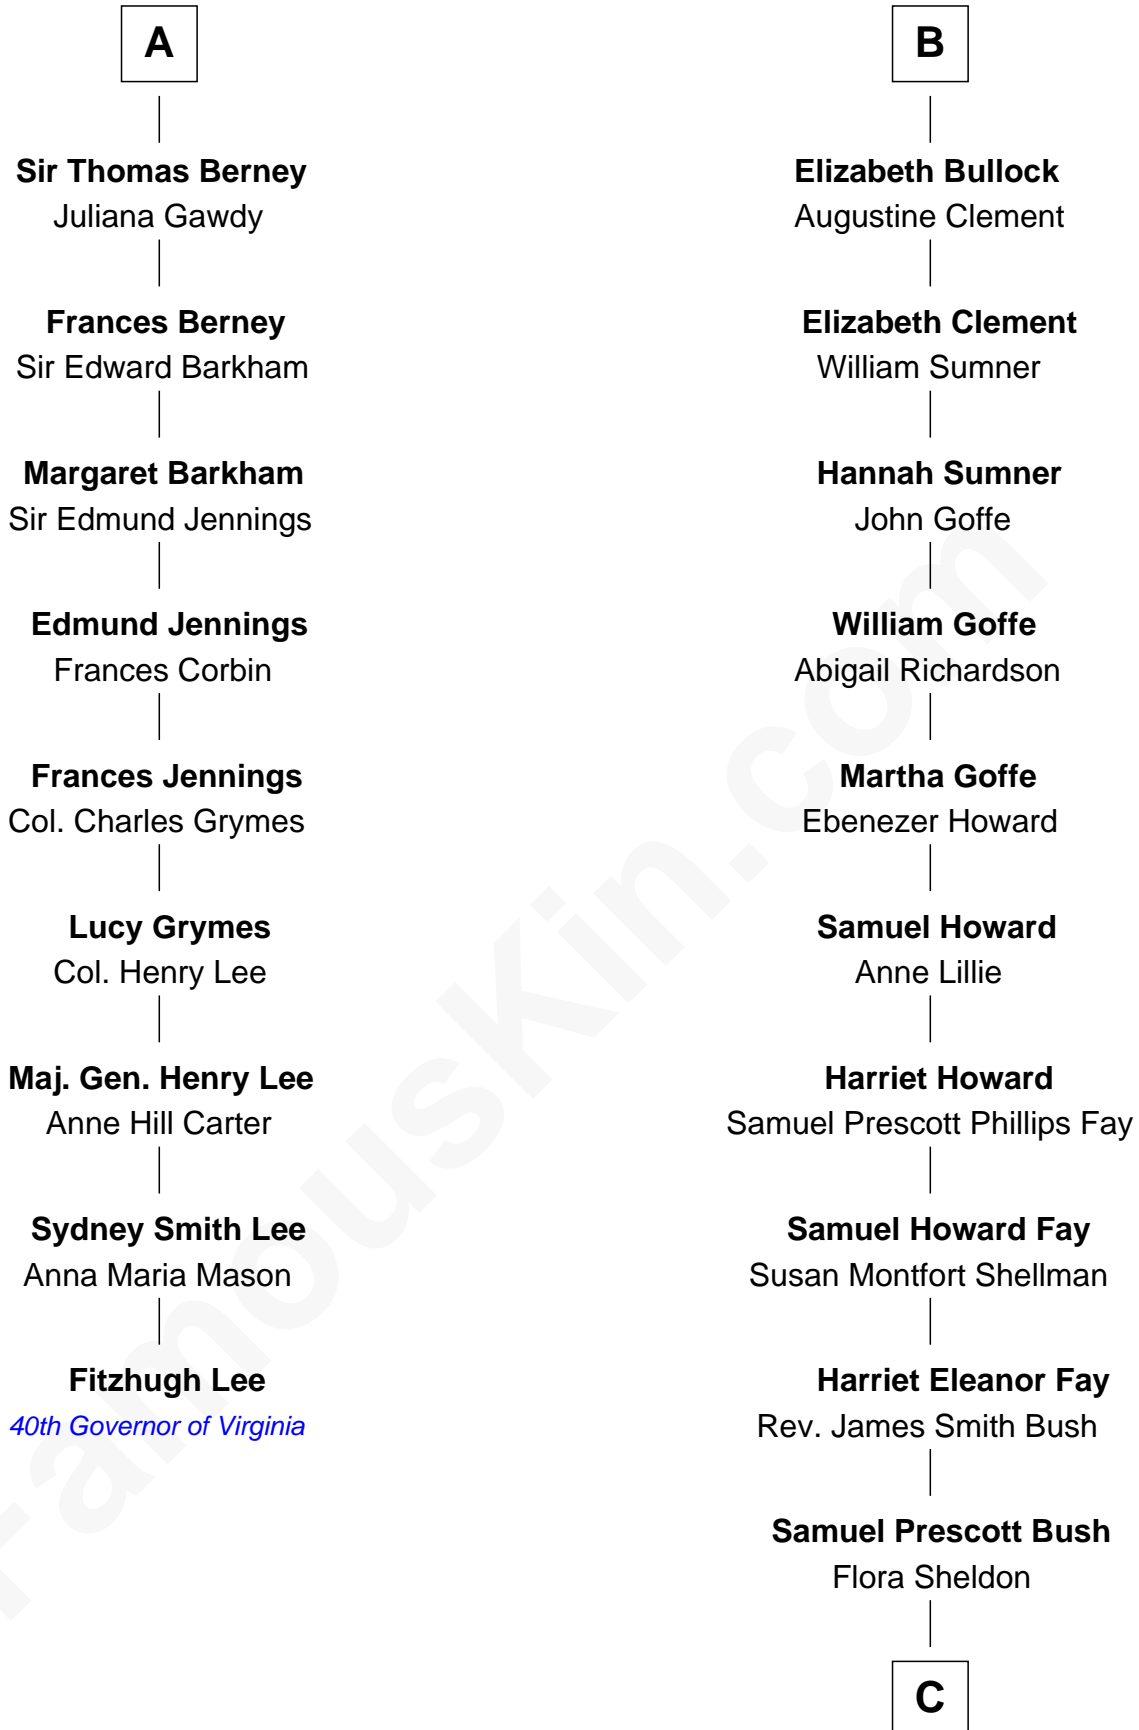 A
Sir Thomas Berney
Juliana Gawdy
Frances Berney
Sir Edward Barkham
Margaret Barkham
Sir Edmund Jennings
Edmund Jennings
Frances Corbin
Frances Jennings
Col. Charles Grymes
Lucy Grymes
Col. Henry Lee
Maj. Gen. Henry Lee
Anne Hill Carter
Sydney Smith Lee
Anna Maria Mason
Fitzhugh Lee
40th Governor of Virginia
B
Elizabeth Bullock
Augustine Clement
Elizabeth Clement
William Sumner
Hannah Sumner
John Goffe
William Goffe
Abigail Richardson
Martha Goffe
Ebenezer Howard
Samuel Howard
Anne Lillie
Harriet Howard
Samuel Prescott Phillips Fay
Samuel Howard Fay
Susan Montfort Shellman
Harriet Eleanor Fay
Rev. James Smith Bush
Samuel Prescott Bush
Flora Sheldon
C
FamousKin.com